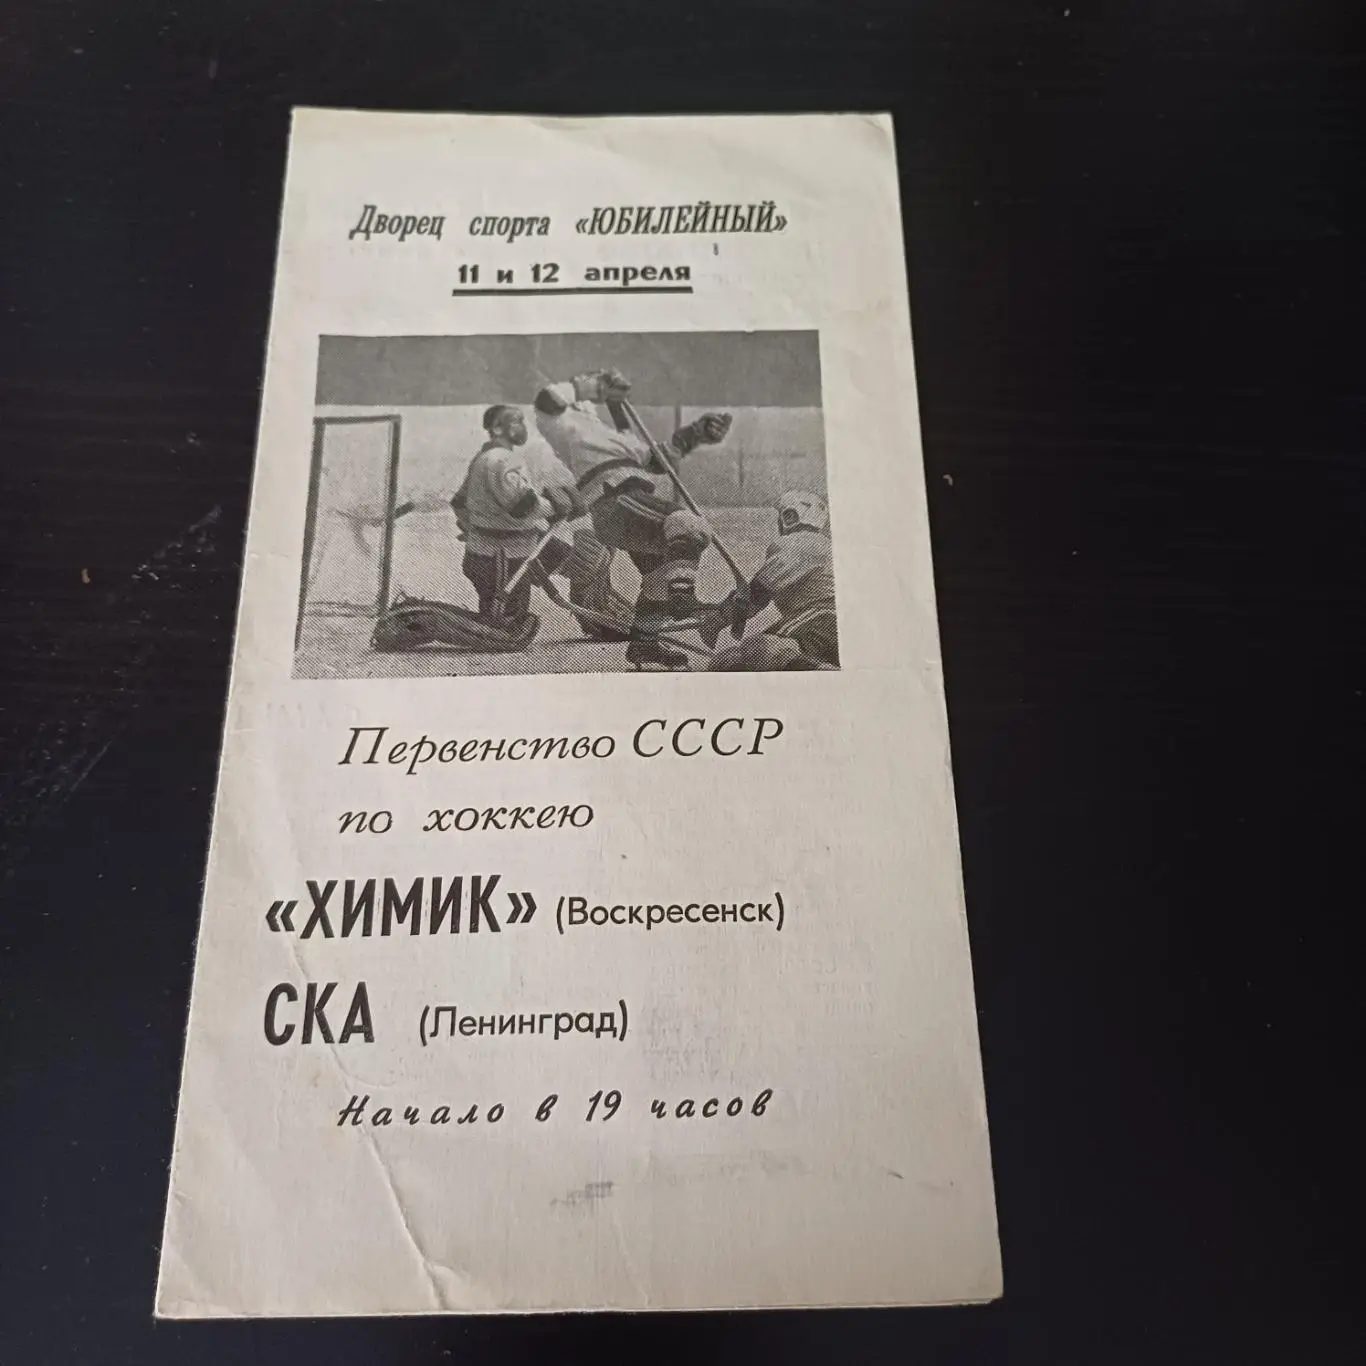 Дворец спорта «ЮБИЛЕЙНЫЙ»
11 и 12 апреля
Первенство СССР
по хоккею
«ХИМИК» (Воскресенск)
СКА (Ленинград)
Начало в 19 часов